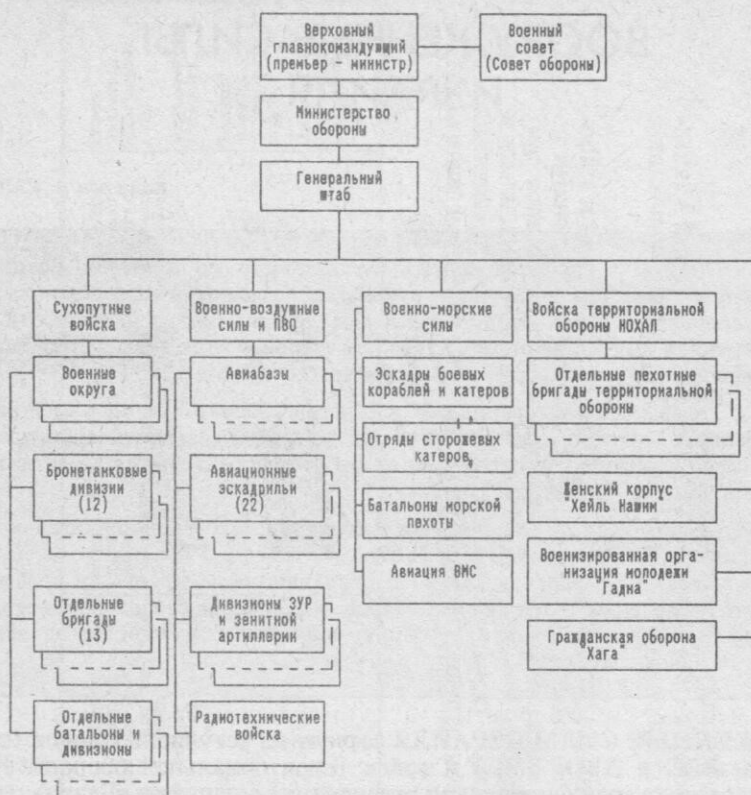 Верховный
главнокомандующий
(премьер - министр)
Военный
совет
(Совет обороны)
Министерство
обороны
Генеральный
штаб
Сухопутные
войска
Военно-воздушные
силы и ПВО
Военно-морские
силы
Войска территориальной
обороны НОХАЛ
Военные
округа
Авиабазы
Эскадры боевых
кораблей и катеров
Отдельные пехотные
бригады территориальной
обороны
Отряды сторожевых
катеров
Бронетанковые
дивизии
(12)
Авиационные
эскадрильи
(22)
Батальоны морской
пехоты
Женский корпус
"Хейль Нашим"
Авиация ВМС
Военизированная орга-
низация молодежи
"Гадна"
Отдельные
бригады
(13)
Дивизионы ЗУР
и зенитной
артиллерии
Гражданская оборона
"Хага"
Отдельные
батальоны и
дивизионы
Радиотехнические
войска